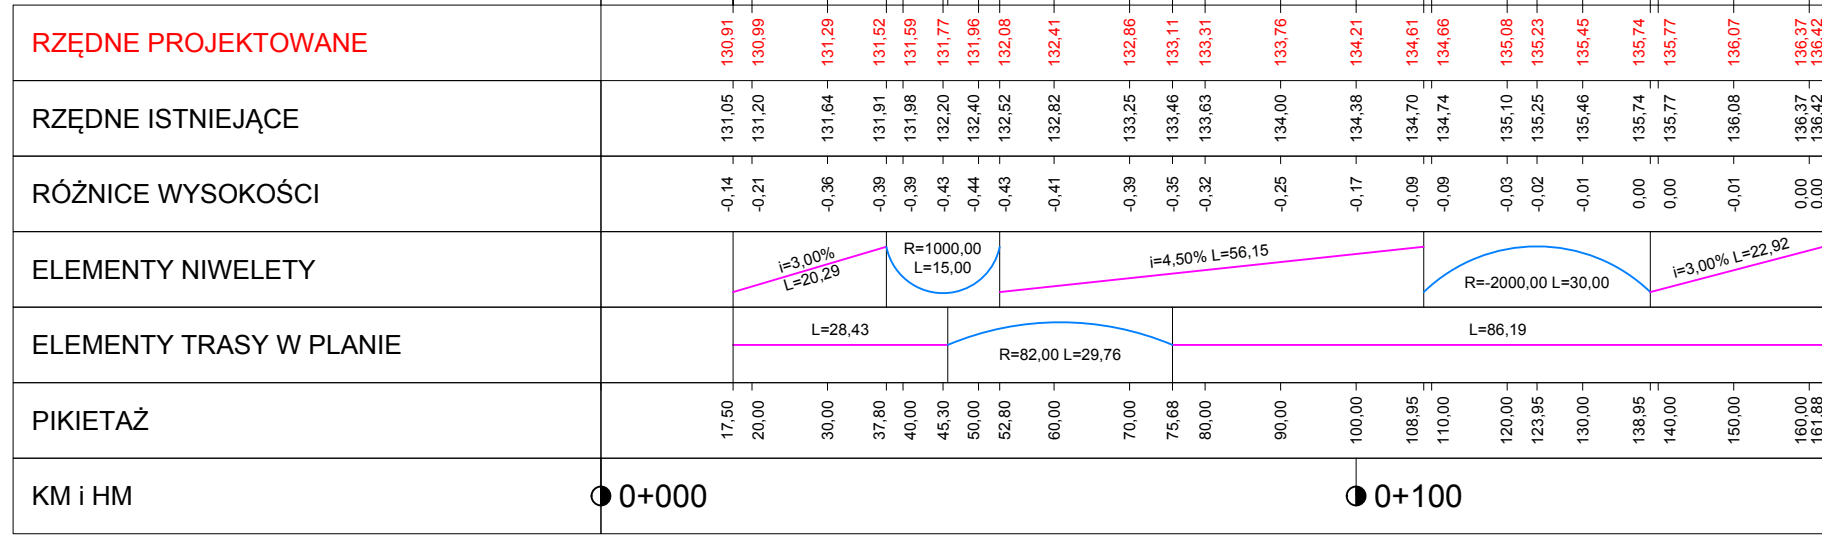 RZĘDNE PROJEKTOWANE 130,91 130,99 131,29 131,52 131,59 131,77 131,96 132,08 132,41 132,86 133,11 133,31 133,76 134,21 134,61 134,66 135,08 135,23 135,45 135,74 135,77 136,07 136,37 136,42
RZĘDNE ISTNIEJĄCE 131,05 131,20 131,64 131,91 131,98 132,20 132,40 132,52 132,82 133,25 133,46 133,63 134,00 134,38 134,70 134,74 135,10 135,25 135,46 135,74 135,77 136,08 136,37 136,42
RÓŻNICE WYSOKOŚCI -0,14 -0,21 -0,36 -0,39 -0,39 -0,43 -0,44 -0,43 -0,41 -0,39 -0,35 -0,32 -0,25 -0,17 -0,09 -0,09 -0,03 -0,02 -0,01 0,00 0,00 -0,01 0,00 0,00
ELEMENTY NIWELETY
i=3,00%
L=20,29
R=1000,00
L=15,00
i=4,50% L=56,15
R=-2000,00 L=30,00
i=3,00% L=22,92
ELEMENTY TRASY W PLANIE
L=28,43
R=82,00 L=29,76
L=86,19
PIKIETAŻ 17,50 20,00 30,00 37,80 40,00 45,30 50,00 52,80 60,00 70,00 75,68 80,00 90,00 100,00 108,95 110,00 120,00 123,95 130,00 138,95 140,00 150,00 160,00 161,88
KM i HM 0+000 0+100